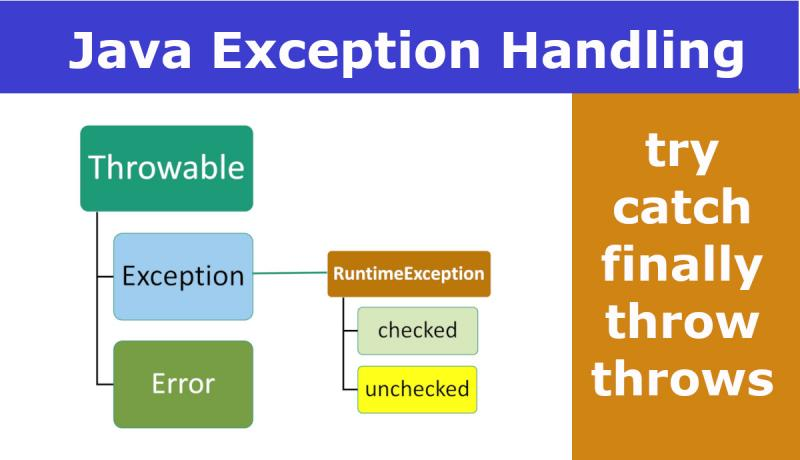 Java Exception Handling
Throwable
Exception
RuntimeException
checked
unchecked
Error
try
catch
finally
throw
throws